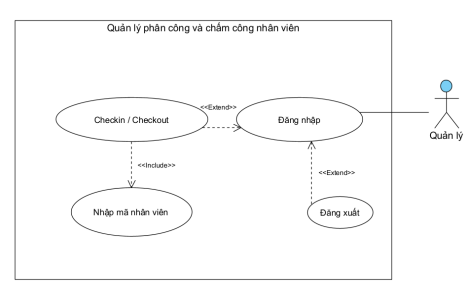 Quản lý phân công và chấm công nhân viên
<<Extend>>
Checkin / Checkout
Đăng nhập
Quản lý
<<Include>>
<<Extend>>
Nhập mã nhân viên
Đăng xuất